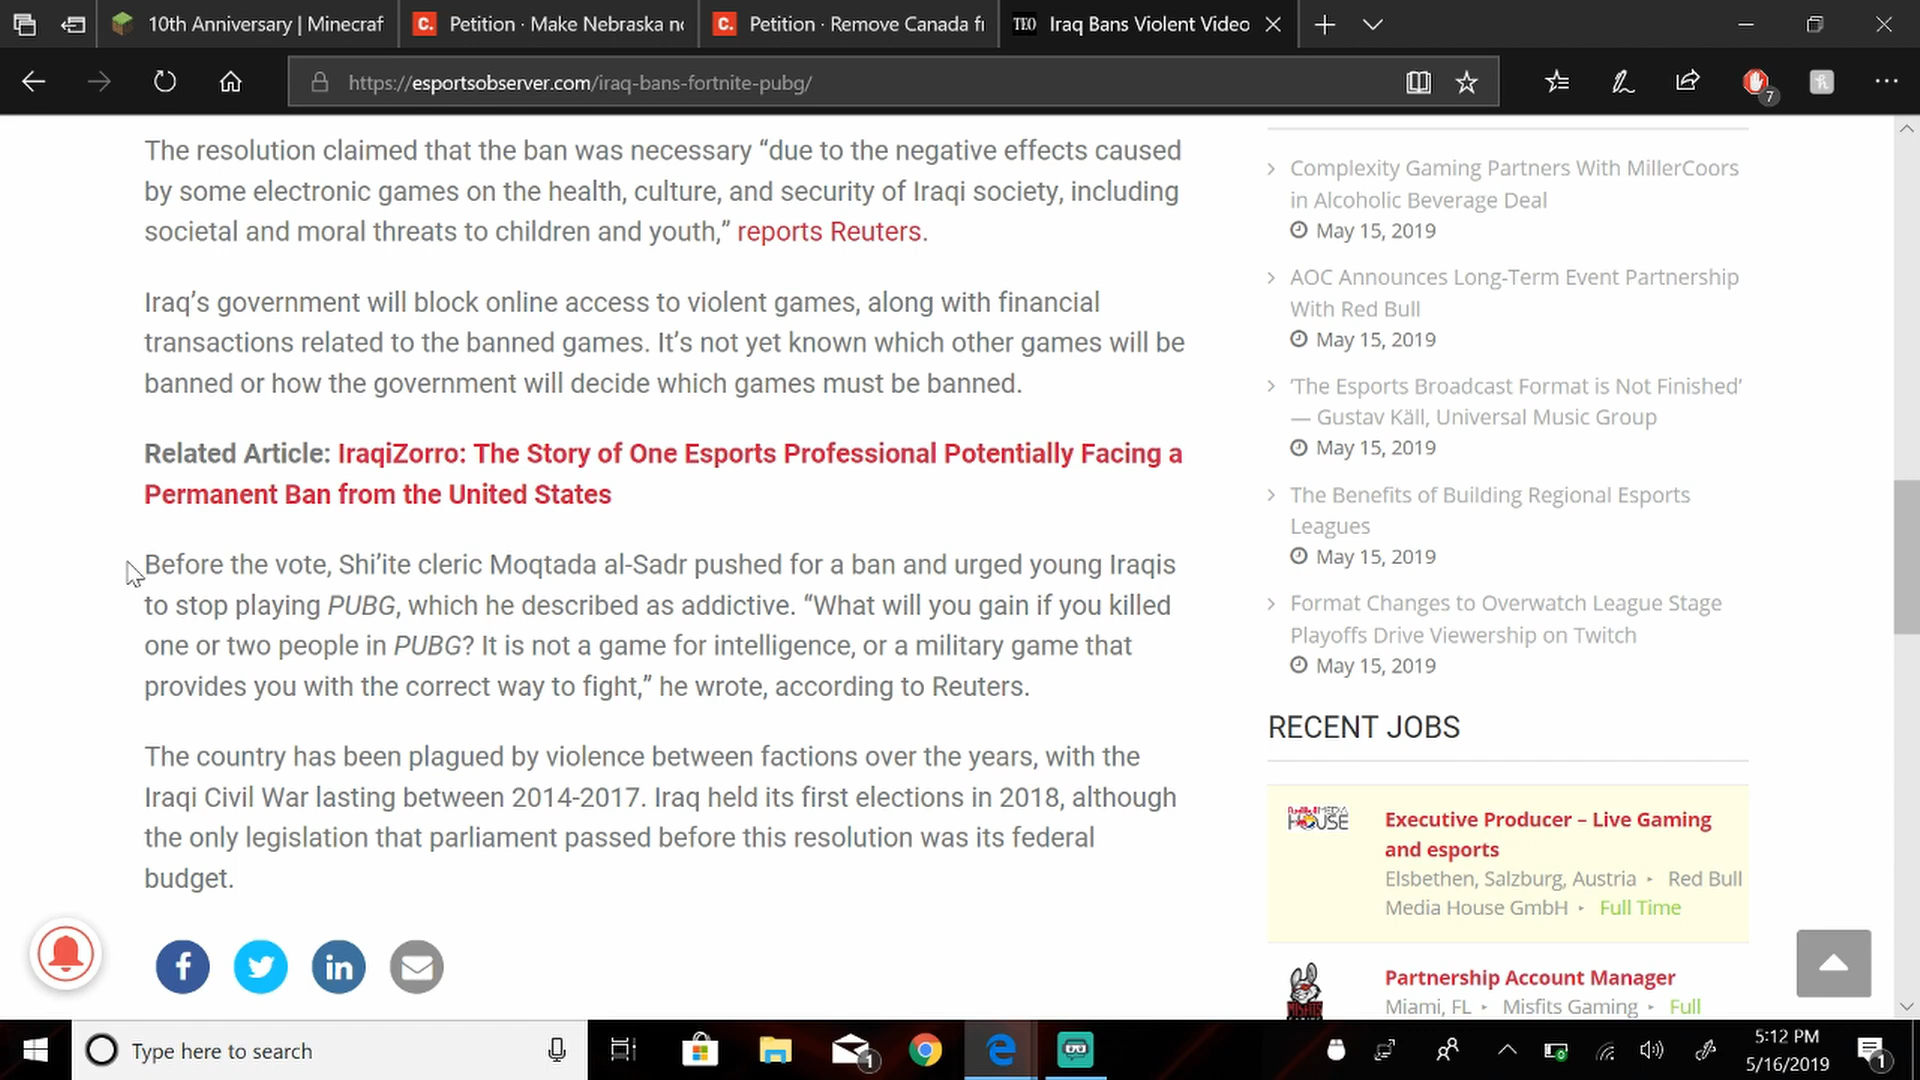 10th Anniversary | Minecraf
Petition · Make Nebraska no
Petition · Remove Canada fr
TEO Iraq Bans Violent Video
https://esportsobserver.com/iraq-bans-fortnite-pubg/
7
The resolution claimed that the ban was necessary “due to the negative effects caused
by some electronic games on the health, culture, and security of Iraqi society, including
societal and moral threats to children and youth,” reports Reuters.
Iraq’s government will block online access to violent games, along with financial
transactions related to the banned games. It’s not yet known which other games will be
banned or how the government will decide which games must be banned.
Related Article: IraqiZorro: The Story of One Esports Professional Potentially Facing a
Permanent Ban from the United States
Before the vote, Shi’ite cleric Moqtada al-Sadr pushed for a ban and urged young Iraqis
to stop playing PUBG, which he described as addictive. “What will you gain if you killed
one or two people in PUBG? It is not a game for intelligence, or a military game that
provides you with the correct way to fight,” he wrote, according to Reuters.
The country has been plagued by violence between factions over the years, with the
Iraqi Civil War lasting between 2014-2017. Iraq held its first elections in 2018, although
the only legislation that parliament passed before this resolution was its federal
budget.
Complexity Gaming Partners With MillerCoors
in Alcoholic Beverage Deal
May 15, 2019
AOC Announces Long-Term Event Partnership
With Red Bull
May 15, 2019
‘The Esports Broadcast Format is Not Finished’
— Gustav Käll, Universal Music Group
May 15, 2019
The Benefits of Building Regional Esports
Leagues
May 15, 2019
Format Changes to Overwatch League Stage
Playoffs Drive Viewership on Twitch
May 15, 2019
RECENT JOBS
Executive Producer – Live Gaming
and esports
Elsbethen, Salzburg, Austria ‣ Red Bull
Media House GmbH ‣ Full Time
Partnership Account Manager
Miami, FL ‣ Misfits Gaming ‣ Full
Type here to search
1
5:12 PM
5/16/2019
1